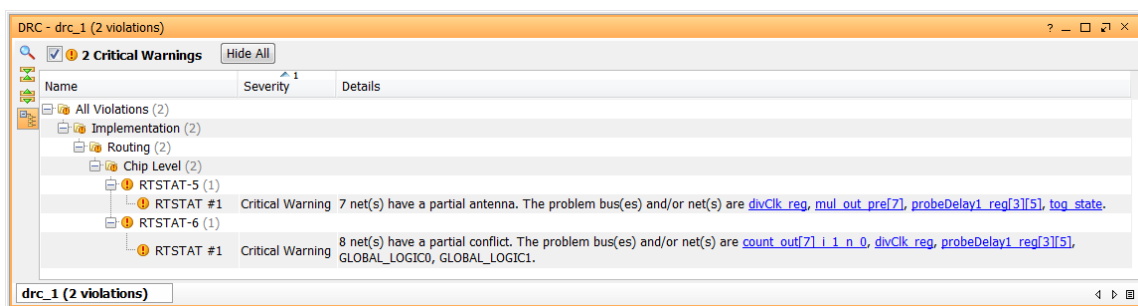 DRC - drc_1 (2 violations)
2 Critical Warnings Hide All
Name Severity 1 Details
All Violations (2)
Implementation (2)
Routing (2)
Chip Level (2)
RTSTAT-5 (1)
RTSTAT #1 Critical Warning 7 net(s) have a partial antenna. The problem bus(es) and/or net(s) are divClk_reg, mul_out_pre[7], probeDelay1_reg[3][5], tog_state.
RTSTAT-6 (1)
RTSTAT #1 Critical Warning 8 net(s) have a partial conflict. The problem bus(es) and/or net(s) are count_out[7]_i_1_n_0, divClk_reg, probeDelay1_reg[3][5],
GLOBAL_LOGIC0, GLOBAL_LOGIC1.
drc_1 (2 violations)